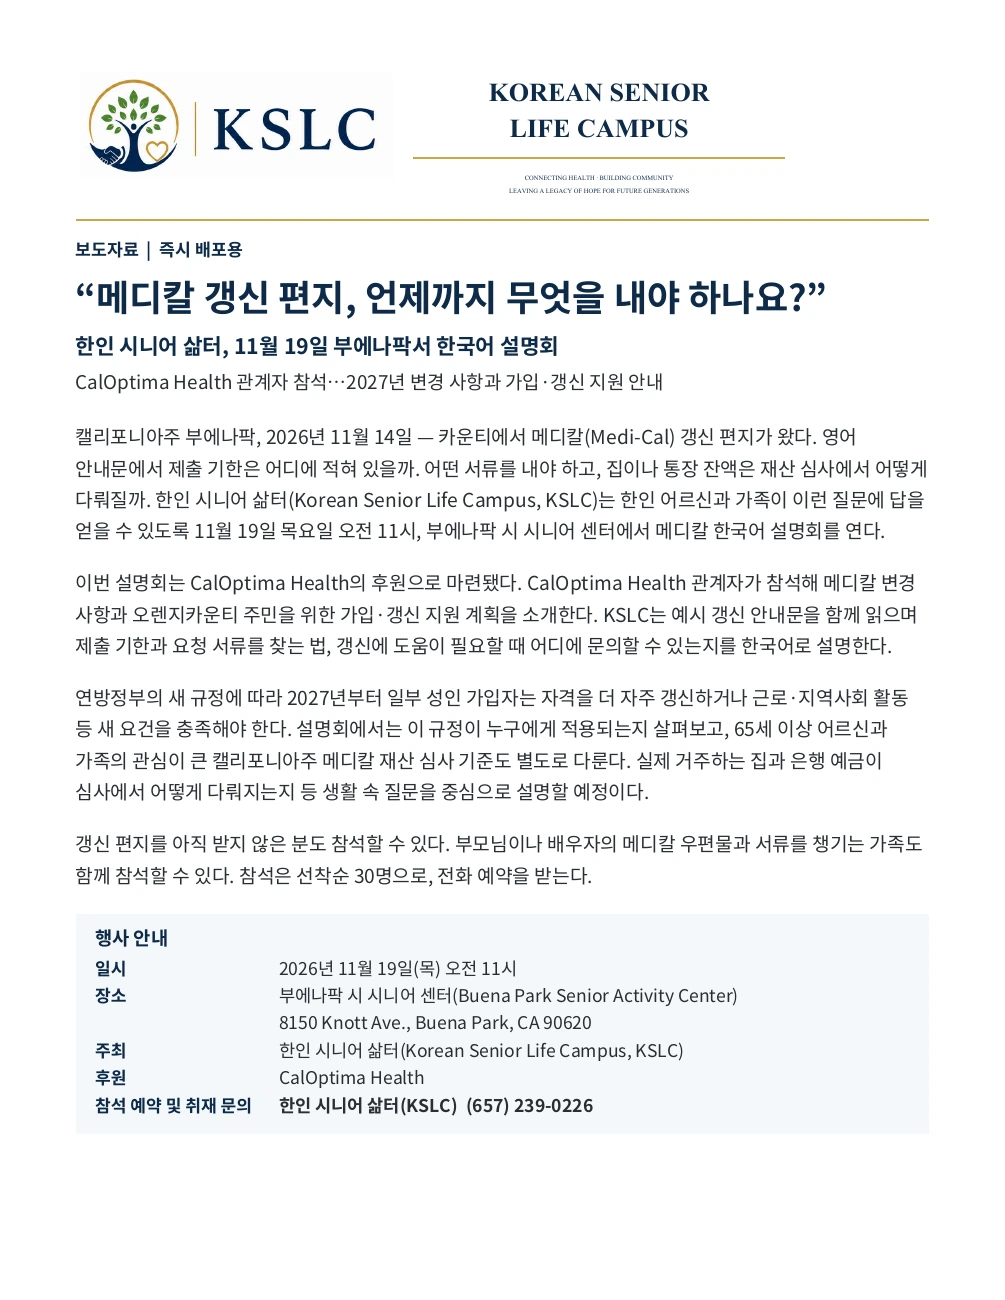 KSLC
KOREAN SENIOR
LIFE CAMPUS
CONNECTING HEALTH · BUILDING COMMUNITY
LEAVING A LEGACY OF HOPE FOR FUTURE GENERATIONS
보도자료 | 즉시 배포용
“메디칼 갱신 편지, 언제까지 무엇을 내야 하나요?”
한인 시니어 삶터, 11월 19일 부에나팍서 한국어 설명회
CalOptima Health 관계자 참석…2027년 변경 사항과 가입·갱신 지원 안내
캘리포니아주 부에나팍, 2026년 11월 14일 — 카운티에서 메디칼(Medi-Cal) 갱신 편지가 왔다. 영어
안내문에서 제출 기한은 어디에 적혀 있을까. 어떤 서류를 내야 하고, 집이나 통장 잔액은 재산 심사에서 어떻게
다뤄질까. 한인 시니어 삶터(Korean Senior Life Campus, KSLC)는 한인 어르신과 가족이 이런 질문에 답을
얻을 수 있도록 11월 19일 목요일 오전 11시, 부에나팍 시 시니어 센터에서 메디칼 한국어 설명회를 연다.
이번 설명회는 CalOptima Health의 후원으로 마련됐다. CalOptima Health 관계자가 참석해 메디칼 변경
사항과 오렌지카운티 주민을 위한 가입·갱신 지원 계획을 소개한다. KSLC는 예시 갱신 안내문을 함께 읽으며
제출 기한과 요청 서류를 찾는 법, 갱신에 도움이 필요할 때 어디에 문의할 수 있는지를 한국어로 설명한다.
연방정부의 새 규정에 따라 2027년부터 일부 성인 가입자는 자격을 더 자주 갱신하거나 근로·지역사회 활동
등 새 요건을 충족해야 한다. 설명회에서는 이 규정이 누구에게 적용되는지 살펴보고, 65세 이상 어르신과
가족의 관심이 큰 캘리포니아주 메디칼 재산 심사 기준도 별도로 다룬다. 실제 거주하는 집과 은행 예금이
심사에서 어떻게 다뤄지는지 등 생활 속 질문을 중심으로 설명할 예정이다.
갱신 편지를 아직 받지 않은 분도 참석할 수 있다. 부모님이나 배우자의 메디칼 우편물과 서류를 챙기는 가족도
함께 참석할 수 있다. 참석은 선착순 30명으로, 전화 예약을 받는다.
행사 안내
일시 2026년 11월 19일(목) 오전 11시
장소 부에나팍 시 시니어 센터(Buena Park Senior Activity Center)
8150 Knott Ave., Buena Park, CA 90620
주최 한인 시니어 삶터(Korean Senior Life Campus, KSLC)
후원 CalOptima Health
참석 예약 및 취재 문의 한인 시니어 삶터(KSLC) (657) 239-0226